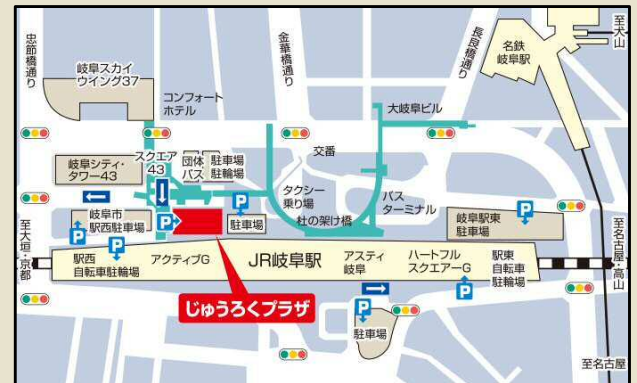 忠節橋通り
金華橋通り
長良橋通り
名鉄
岐阜駅
至犬山
岐阜スカイ
ウイング37
コンフォート
ホテル
大岐阜ビル
交番
スクエア
43
団体
バス
駐車場
駐輪場
岐阜シティ・
タワー43
タクシー
乗り場
バス
ターミナル
杜の架け橋
岐阜市
駅西駐車場
P
P
P
P
駐車場
岐阜駅東
駐車場
P
至大垣・京都
至名古屋・高山
駅西
自転車駐輪場
アクティブG
JR岐阜駅
アスティ
岐阜
ハートフル
スクエアーG
駅東
自転車
駐輪場
P
じゅうろくプラザ
P
駐車場
至名古屋